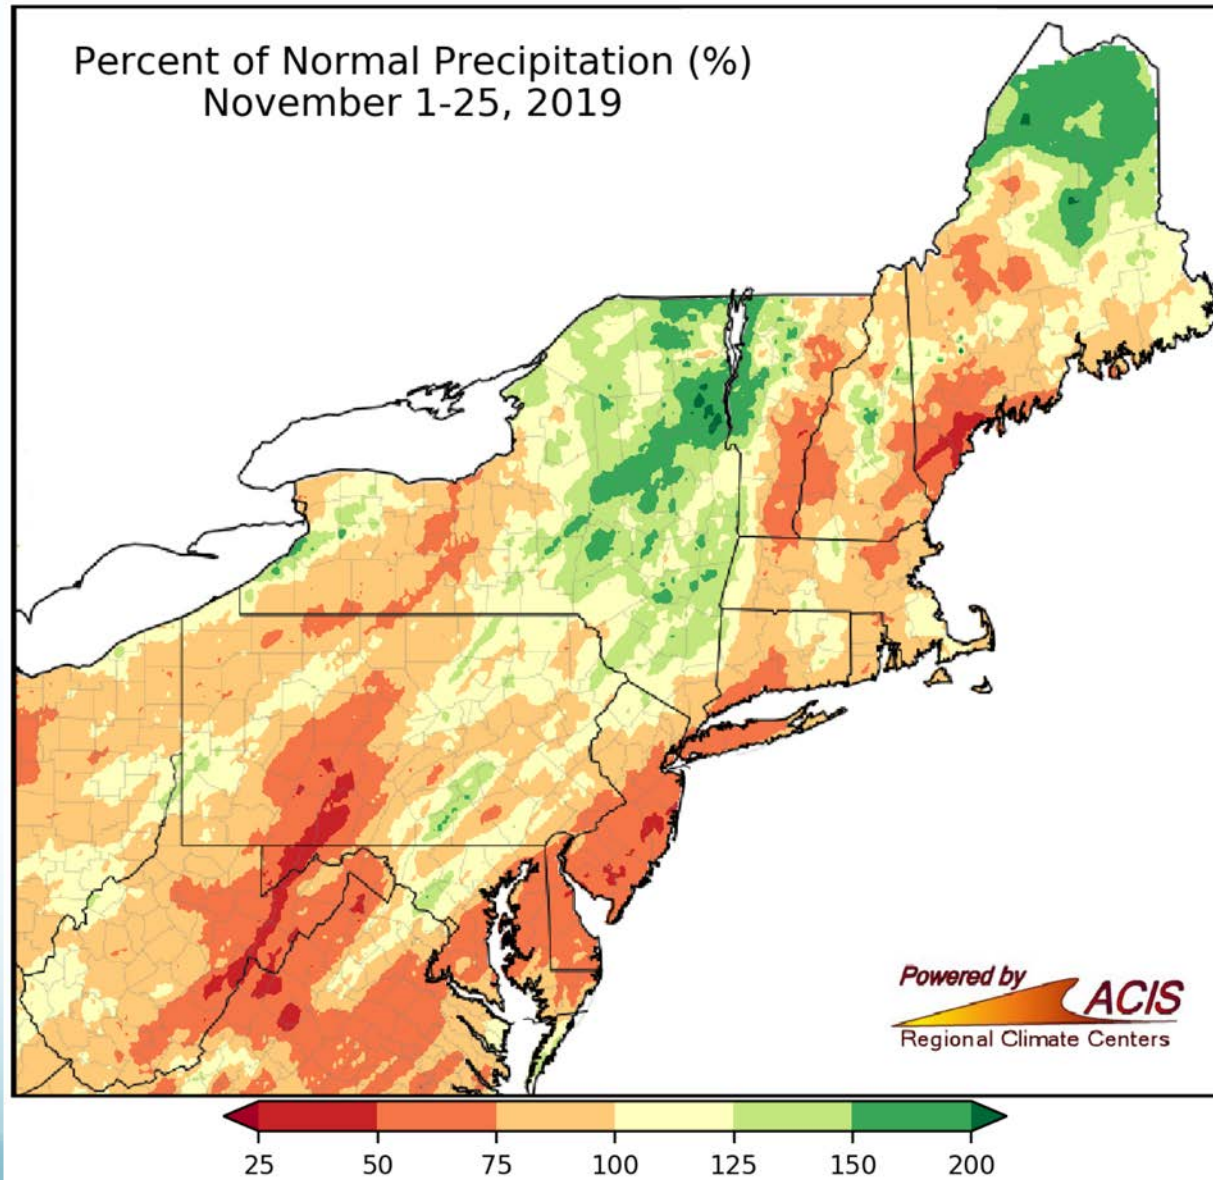 Percent of Normal Precipitation (%)
November 1-25, 2019
Powered by
ACIS
Regional Climate Centers
25 50 75 100 125 150 200